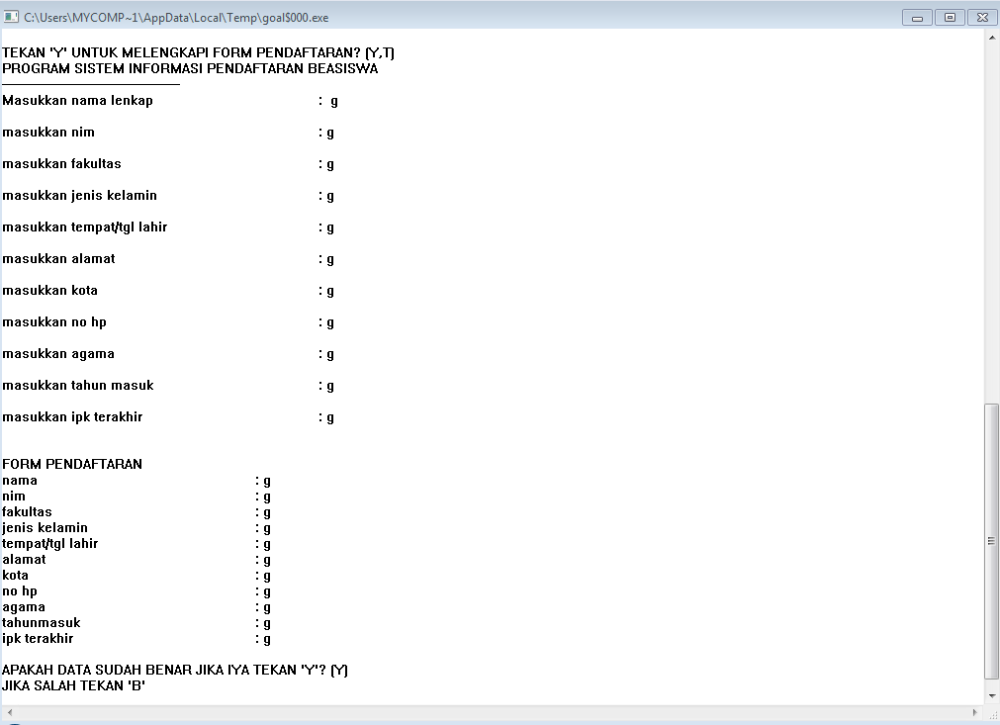 C:\Users\MYCOMP~1\AppData\Local\Temp\goal$000.exe
TEKAN 'Y' UNTUK MELENGKAPI FORM PENDAFTARAN? (Y,T)
PROGRAM SISTEM INFORMASI PENDAFTARAN BEASISWA
Masukkan nama lenkap : g
masukkan nim : g
masukkan fakultas : g
masukkan jenis kelamin : g
masukkan tempat/tgl lahir : g
masukkan alamat : g
masukkan kota : g
masukkan no hp : g
masukkan agama : g
masukkan tahun masuk : g
masukkan ipk terakhir : g
FORM PENDAFTARAN
nama : g
nim : g
fakultas : g
jenis kelamin : g
tempat/tgl lahir : g
alamat : g
kota : g
no hp : g
agama : g
tahunmasuk : g
ipk terakhir : g
APAKAH DATA SUDAH BENAR JIKA IYA TEKAN 'Y'? (Y)
JIKA SALAH TEKAN 'B'